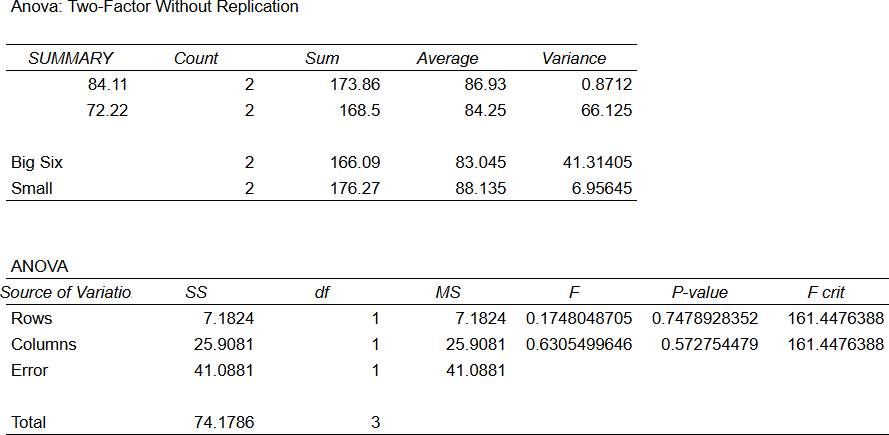 Anova: Two-Factor Without Replication
SUMMARY Count Sum Average Variance
84.11 2 173.86 86.93 0.8712
72.22 2 168.5 84.25 66.125
Big Six 2 166.09 83.045 41.31405
Small 2 176.27 88.135 6.95645
ANOVA
Source of Variatio SS df MS F P-value F crit
Rows 7.1824 1 7.1824 0.1748048705 0.7478928352 161.4476388
Columns 25.9081 1 25.9081 0.6305499646 0.572754479 161.4476388
Error 41.0881 1 41.0881
Total 74.1786 3